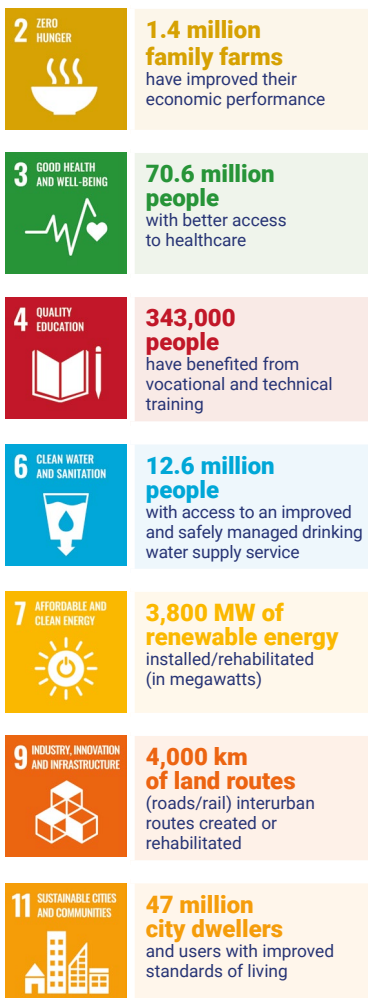 2 ZERO
HUNGER
1.4 million
family farms
have improved their
economic performance
3 GOOD HEALTH
AND WELL-BEING
70.6 million
people
with better access
to healthcare
4 QUALITY
EDUCATION
343,000
people
have benefited from
vocational and technical
training
6 CLEAN WATER
AND SANITATION
12.6 million
people
with access to an improved
and safely managed drinking
water supply service
7 AFFORDABLE AND
CLEAN ENERGY
3,800 MW of
renewable energy
installed/rehabilitated
(in megawatts)
9 INDUSTRY, INNOVATION
AND INFRASTRUCTURE
4,000 km
of land routes
(roads/rail) interurban
routes created or
rehabilitated
11 SUSTAINABLE CITIES
AND COMMUNITIES
47 million
city dwellers
and users with improved
standards of living